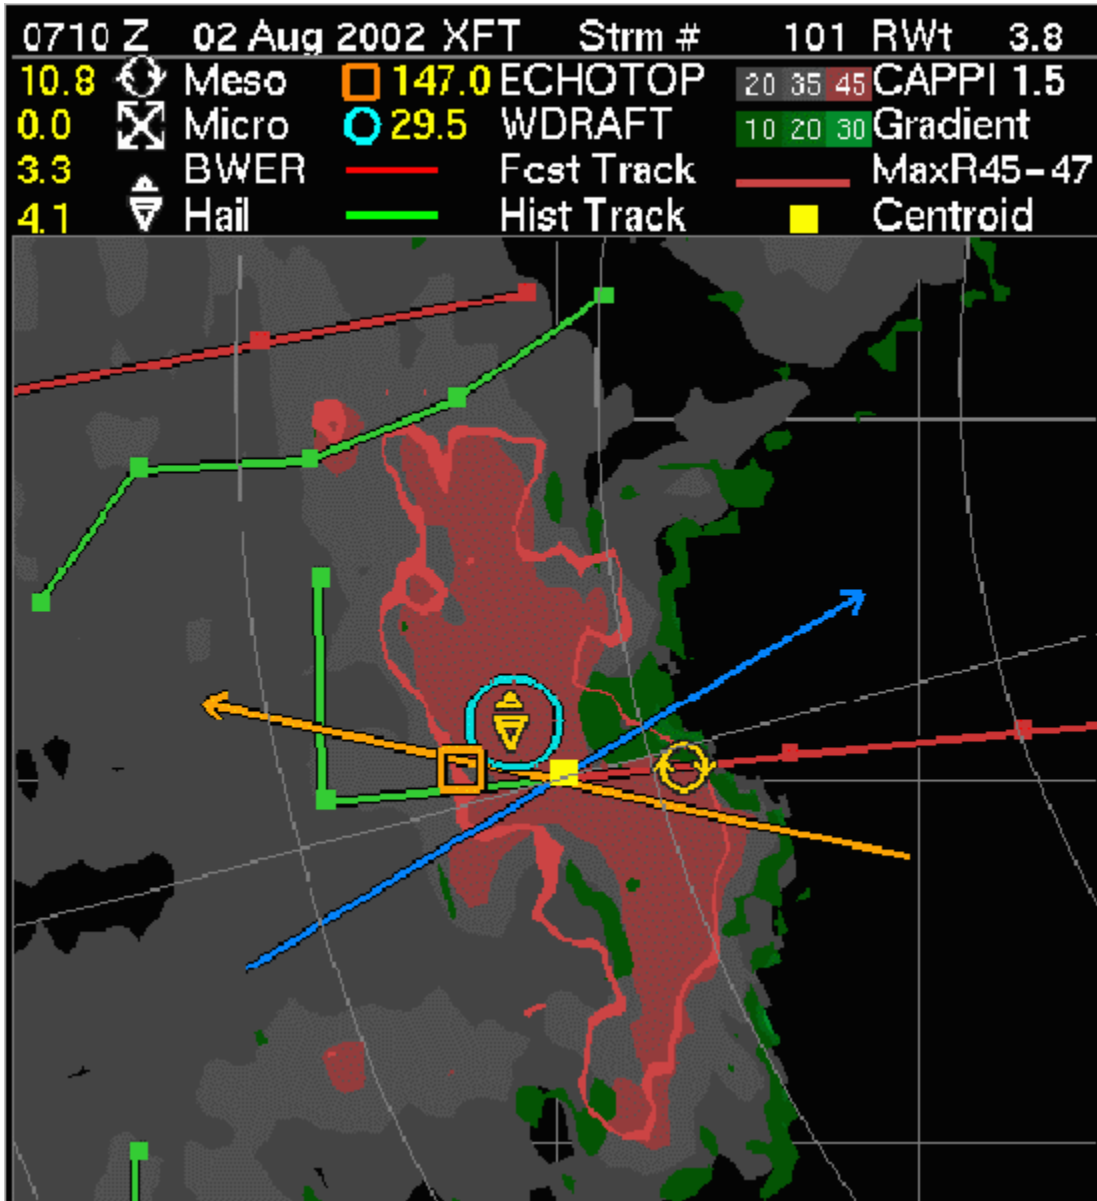 0710 Z 02 Aug 2002 XFT Strm # 101 RWt 3.8
10.8 Meso 147.0 ECHOTOP 20 35 45 CAPPI 1.5
0.0 Micro 29.5 WDRAFT 10 20 30 Gradient
3.3 BWER Fcst Track MaxR45-47
4.1 Hail Hist Track Centroid